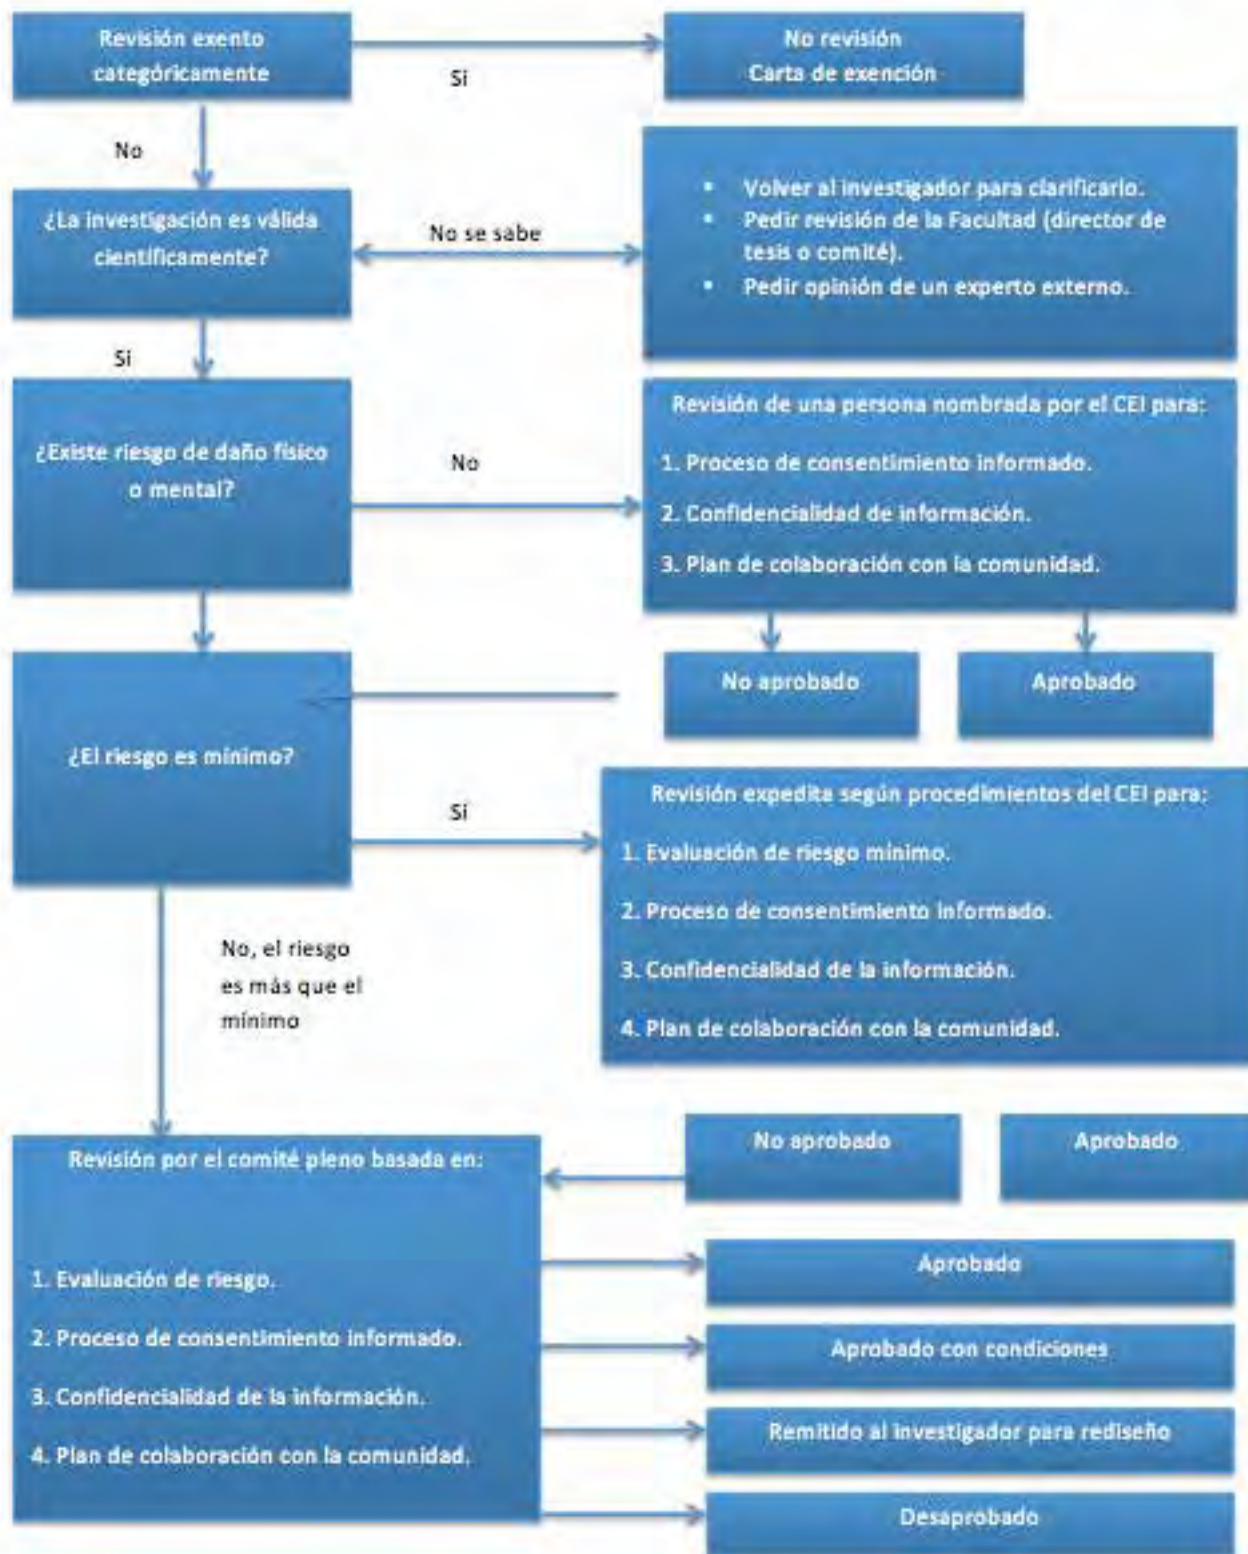 Revisión exento
categóricamente
Si
No revisión
Carta de exención
No
¿La investigación es válida
científicamente?
No se sabe
• Volver al investigador para clificarlo.
• Pedir revisión de la Facultad (director de
tesis o comité).
• Pedir opinión de un experto externo.
Si
¿Existe riesgo de daño físico
o mental?
No
Revisión de una persona nombrada por el CEI para:
1. Proceso de consentimiento informado.
2. Confidencialidad de información.
3. Plan de colaboración con la comunidad.
No aprobado
Aprobado
¿El riesgo es mínimo?
Sí
Revisión expedita según procedimientos del CEI para:
1. Evaluación de riesgo mínimo.
2. Proceso de consentimiento informado.
3. Confidencialidad de la información.
4. Plan de colaboración con la comunidad.
No, el riesgo
es más que el
mínimo
No aprobado
Aprobado
Revisión por el comité pleno basada en:
1. Evaluación de riesgo.
2. Proceso de consentimiento informado.
3. Confidencialidad de la información.
4. Plan de colaboración con la comunidad.
Aprobado
Aprobado con condiciones
Remitido al investigador para rediseño
Desaprobado